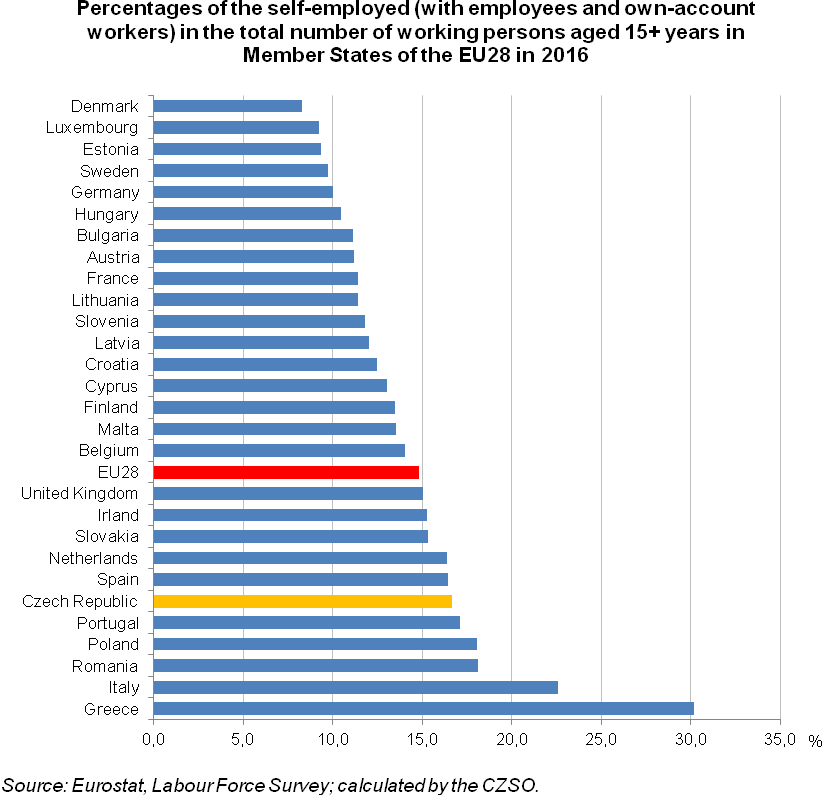 Percentages of the self-employed (with employees and own-account
workers) in the total number of working persons aged 15+ years in
Member States of the EU28 in 2016
Denmark
Luxembourg
Estonia
Sweden
Germany
Hungary
Bulgaria
Austria
France
Lithuania
Slovenia
Latvia
Croatia
Cyprus
Finland
Malta
Belgium
EU28
United Kingdom
Irland
Slovakia
Netherlands
Spain
Czech Republic
Portugal
Poland
Romania
Italy
Greece
0,0 5,0 10,0 15,0 20,0 25,0 30,0 35,0 %
Source: Eurostat, Labour Force Survey; calculated by the CZSO.